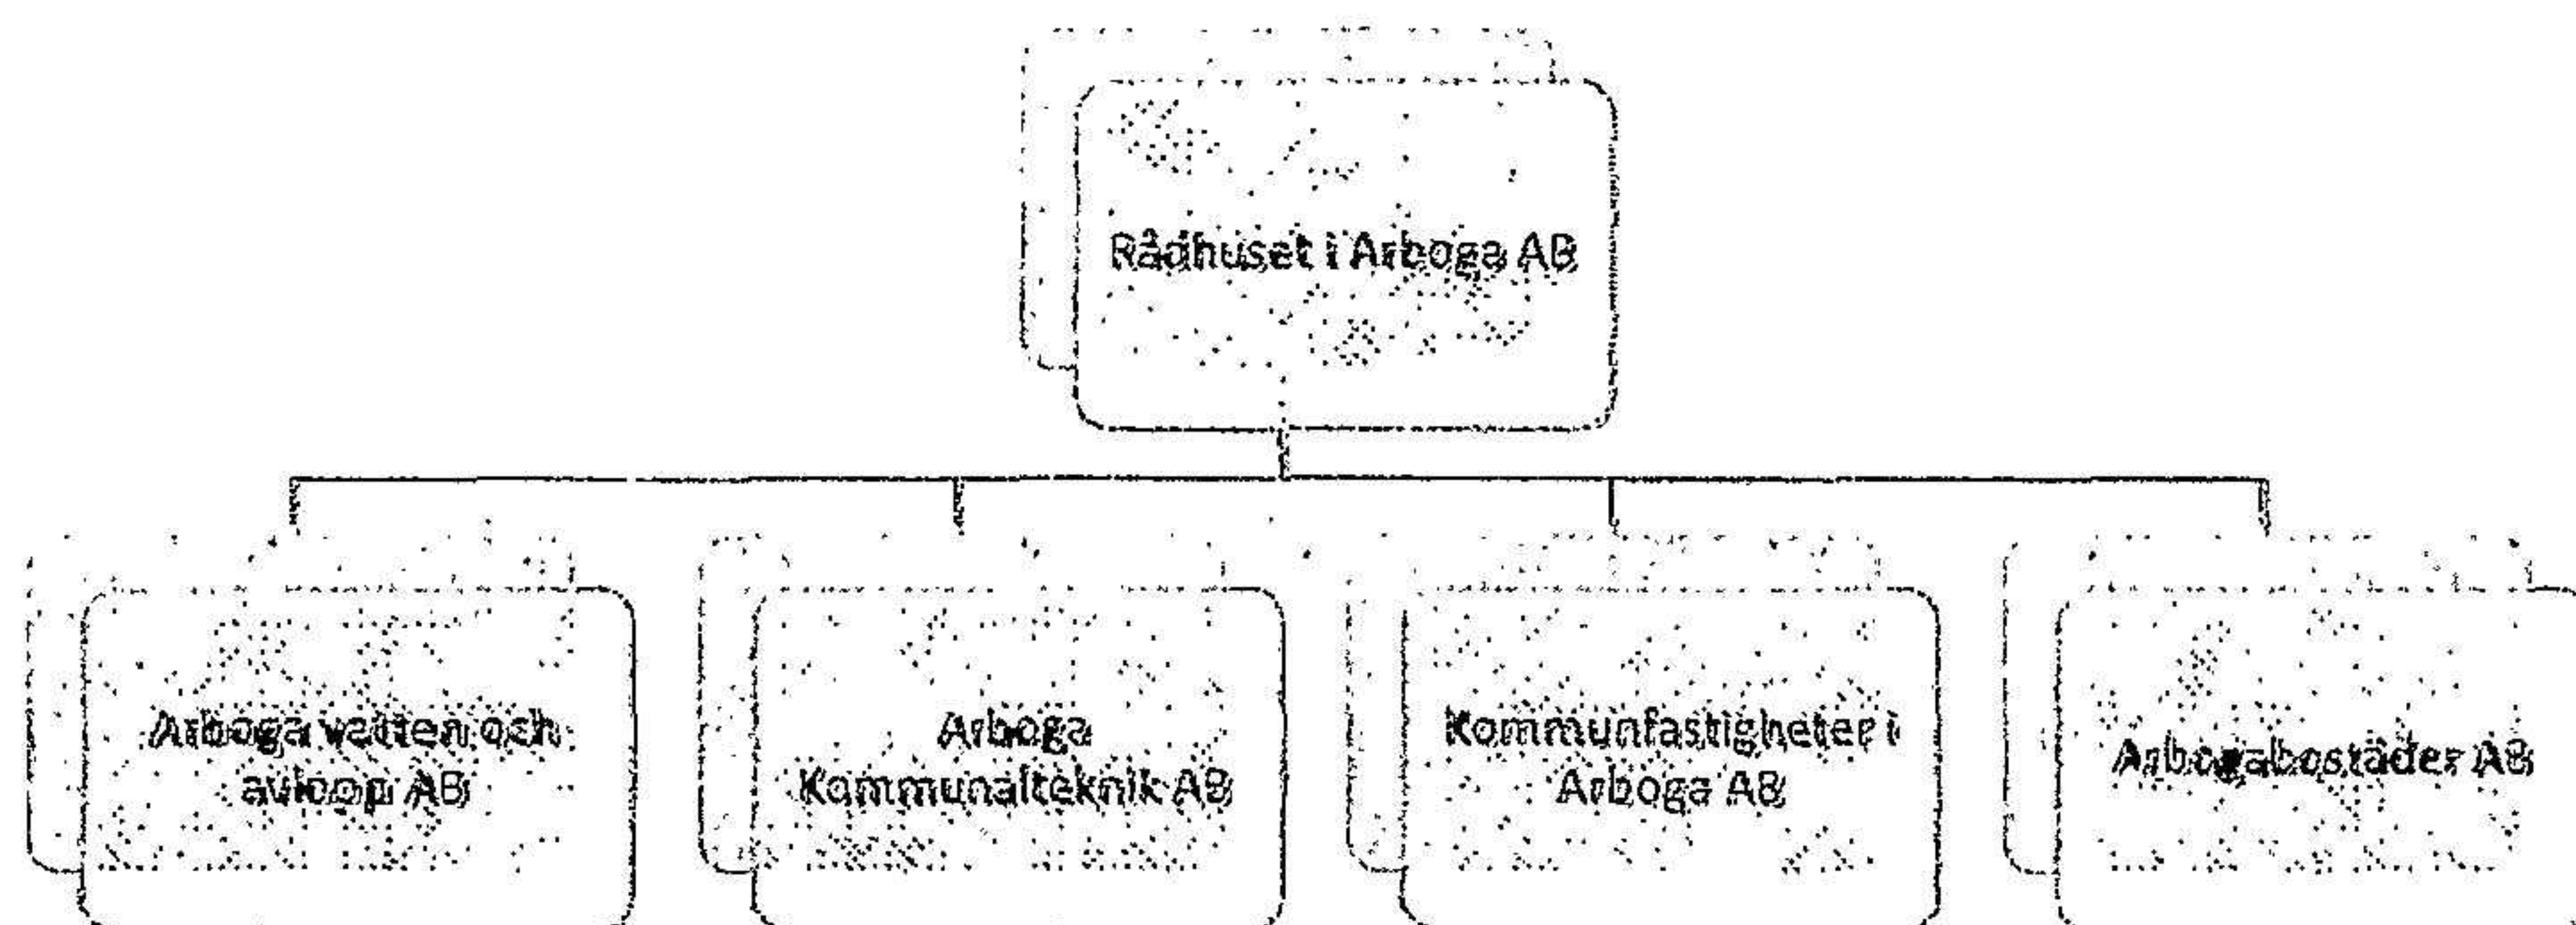 Rådhuset i Arboga AB
Arboga vatten och
avlopp AB
Arboga
Kommunalteknik AB
Kommunfastigheter i
Arboga AB
Arbogabostäder AB